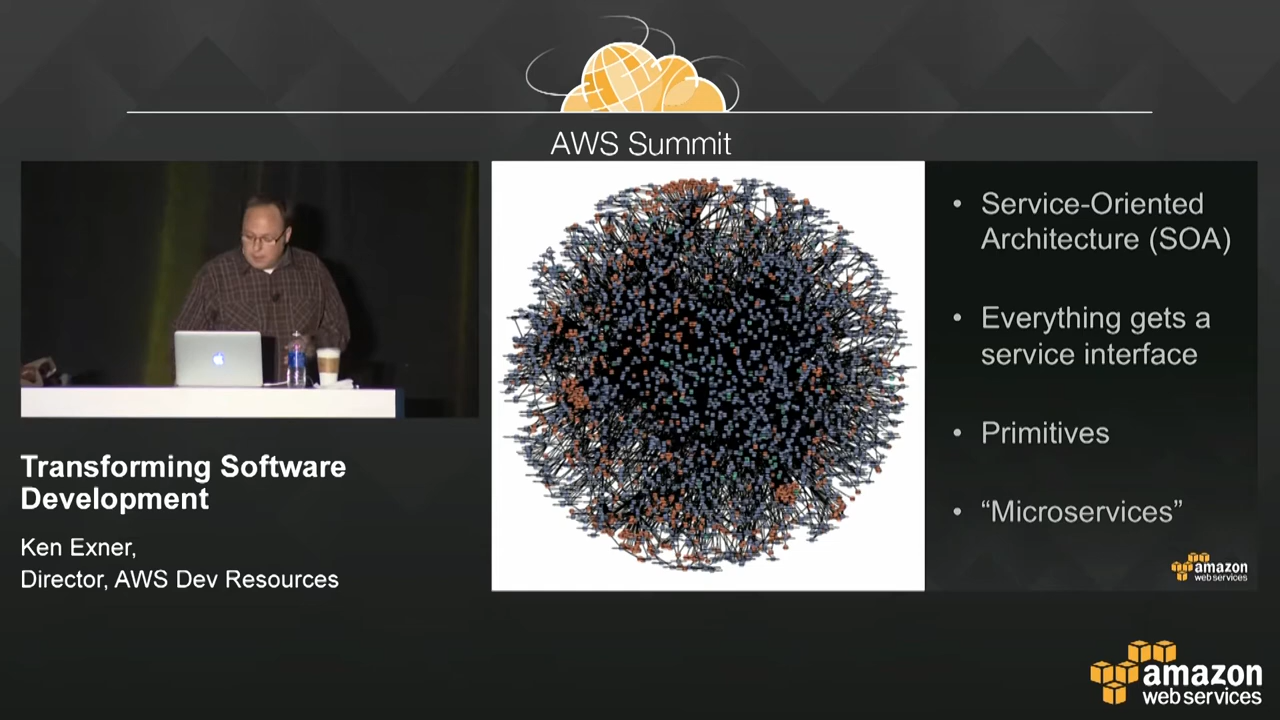 AWS Summit
Transforming Software
Development
Ken Exner,
Director, AWS Dev Resources
• Service-Oriented
Architecture (SOA)
• Everything gets a
service interface
• Primitives
• “Microservices”
amazon
web services
amazon
web services